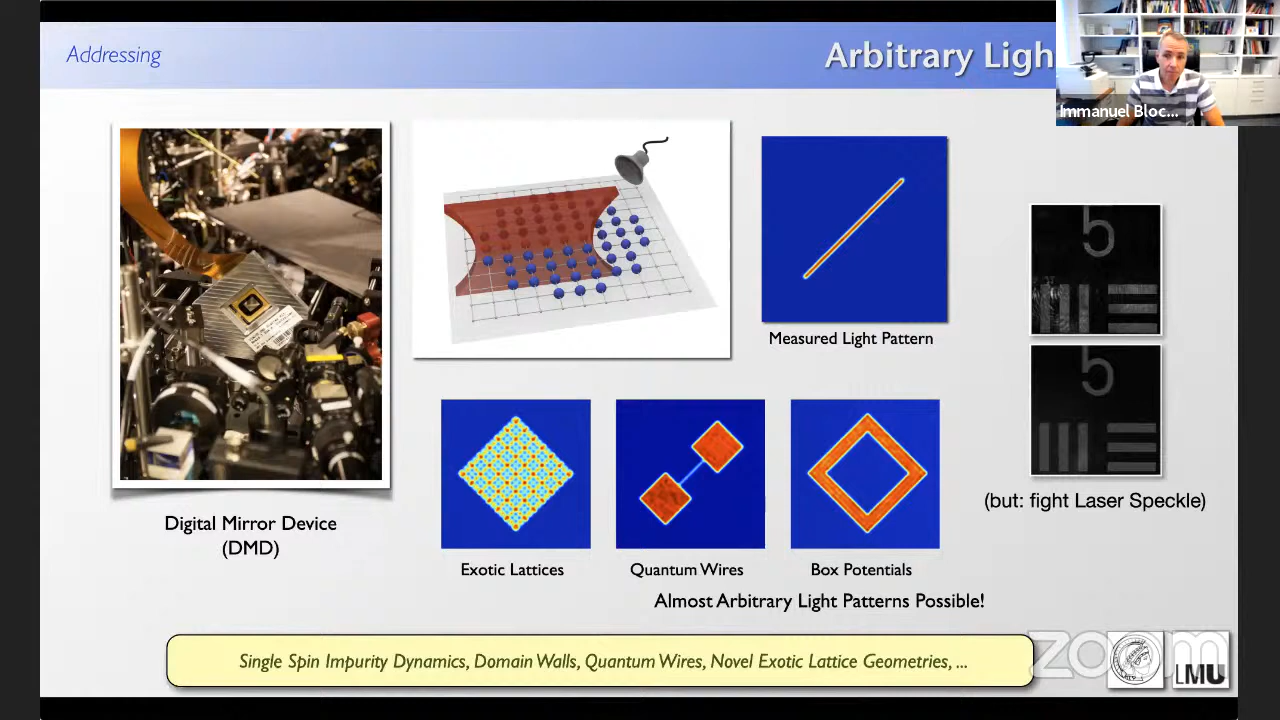 Addressing
Arbitrary Ligh
Immanuel Bloc...
5
Measured Light Pattern
5
(but: fight Laser Speckle)
Digital Mirror Device
(DMD)
Exotic Lattices
Quantum Wires
Box Potentials
Almost Arbitrary Light Patterns Possible!
Single Spin Impurity Dynamics, Domain Walls, Quantum Wires, Novel Exotic Lattice Geometries, ...
zoom
LMU